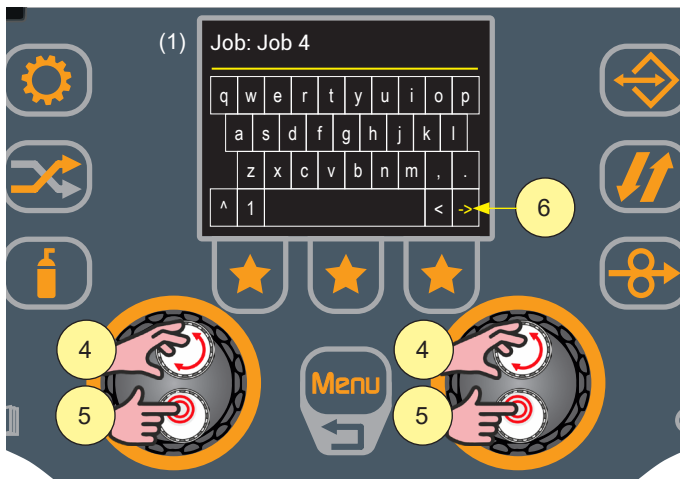 (1)
Job: Job 4
q w e r t y u i o p
a s d f g h j k l
z x c v b n m , .
^ 1 < ->
6
4
4
Menu
5
5